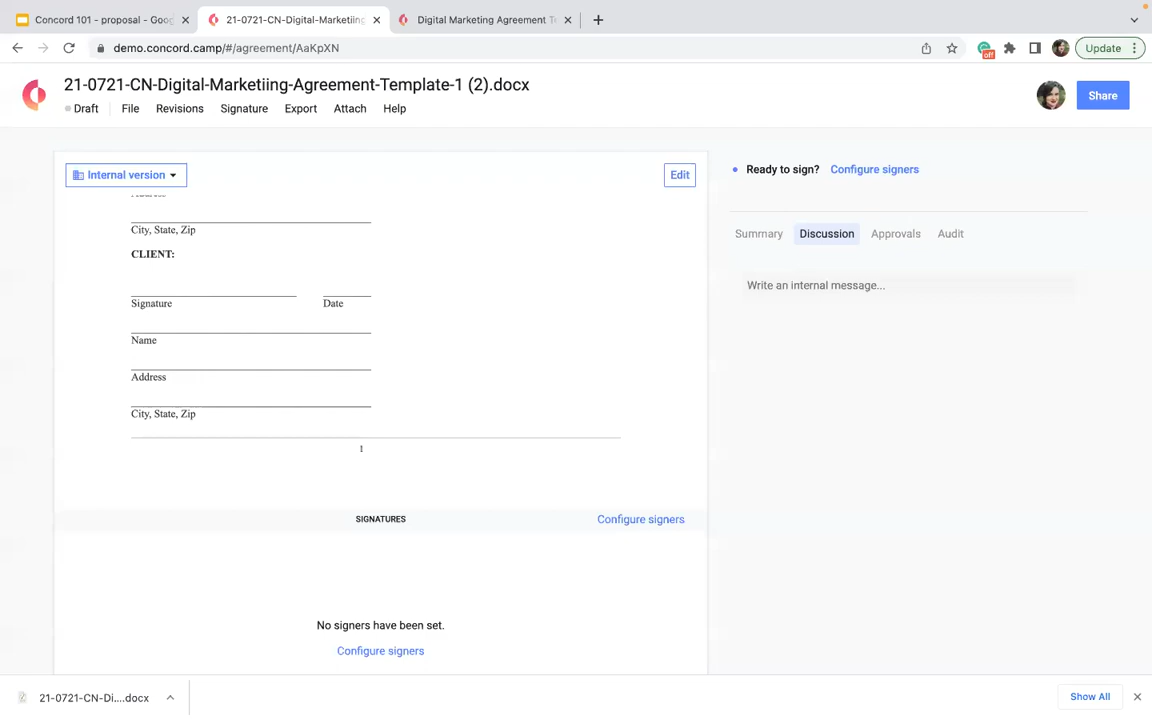 Concord 101 - proposal - Goog
21-0721-CN-Digital-Marketiing
Digital Marketing Agreement T
demo.concord.camp/#/agreement/AaKpXN
off
Update
21-0721-CN-Digital-Marketiing-Agreement-Template-1 (2).docx
Draft File Revisions Signature Export Attach Help
Share
Internal version
Edit
Ready to sign? Configure signers
Summary Discussion Approvals Audit
Write an internal message...
City, State, Zip
CLIENT:
Signature Date
Name
Address
City, State, Zip
1
SIGNATURES
Configure signers
No signers have been set.
Configure signers
21-0721-CN-Di....docx
Show All